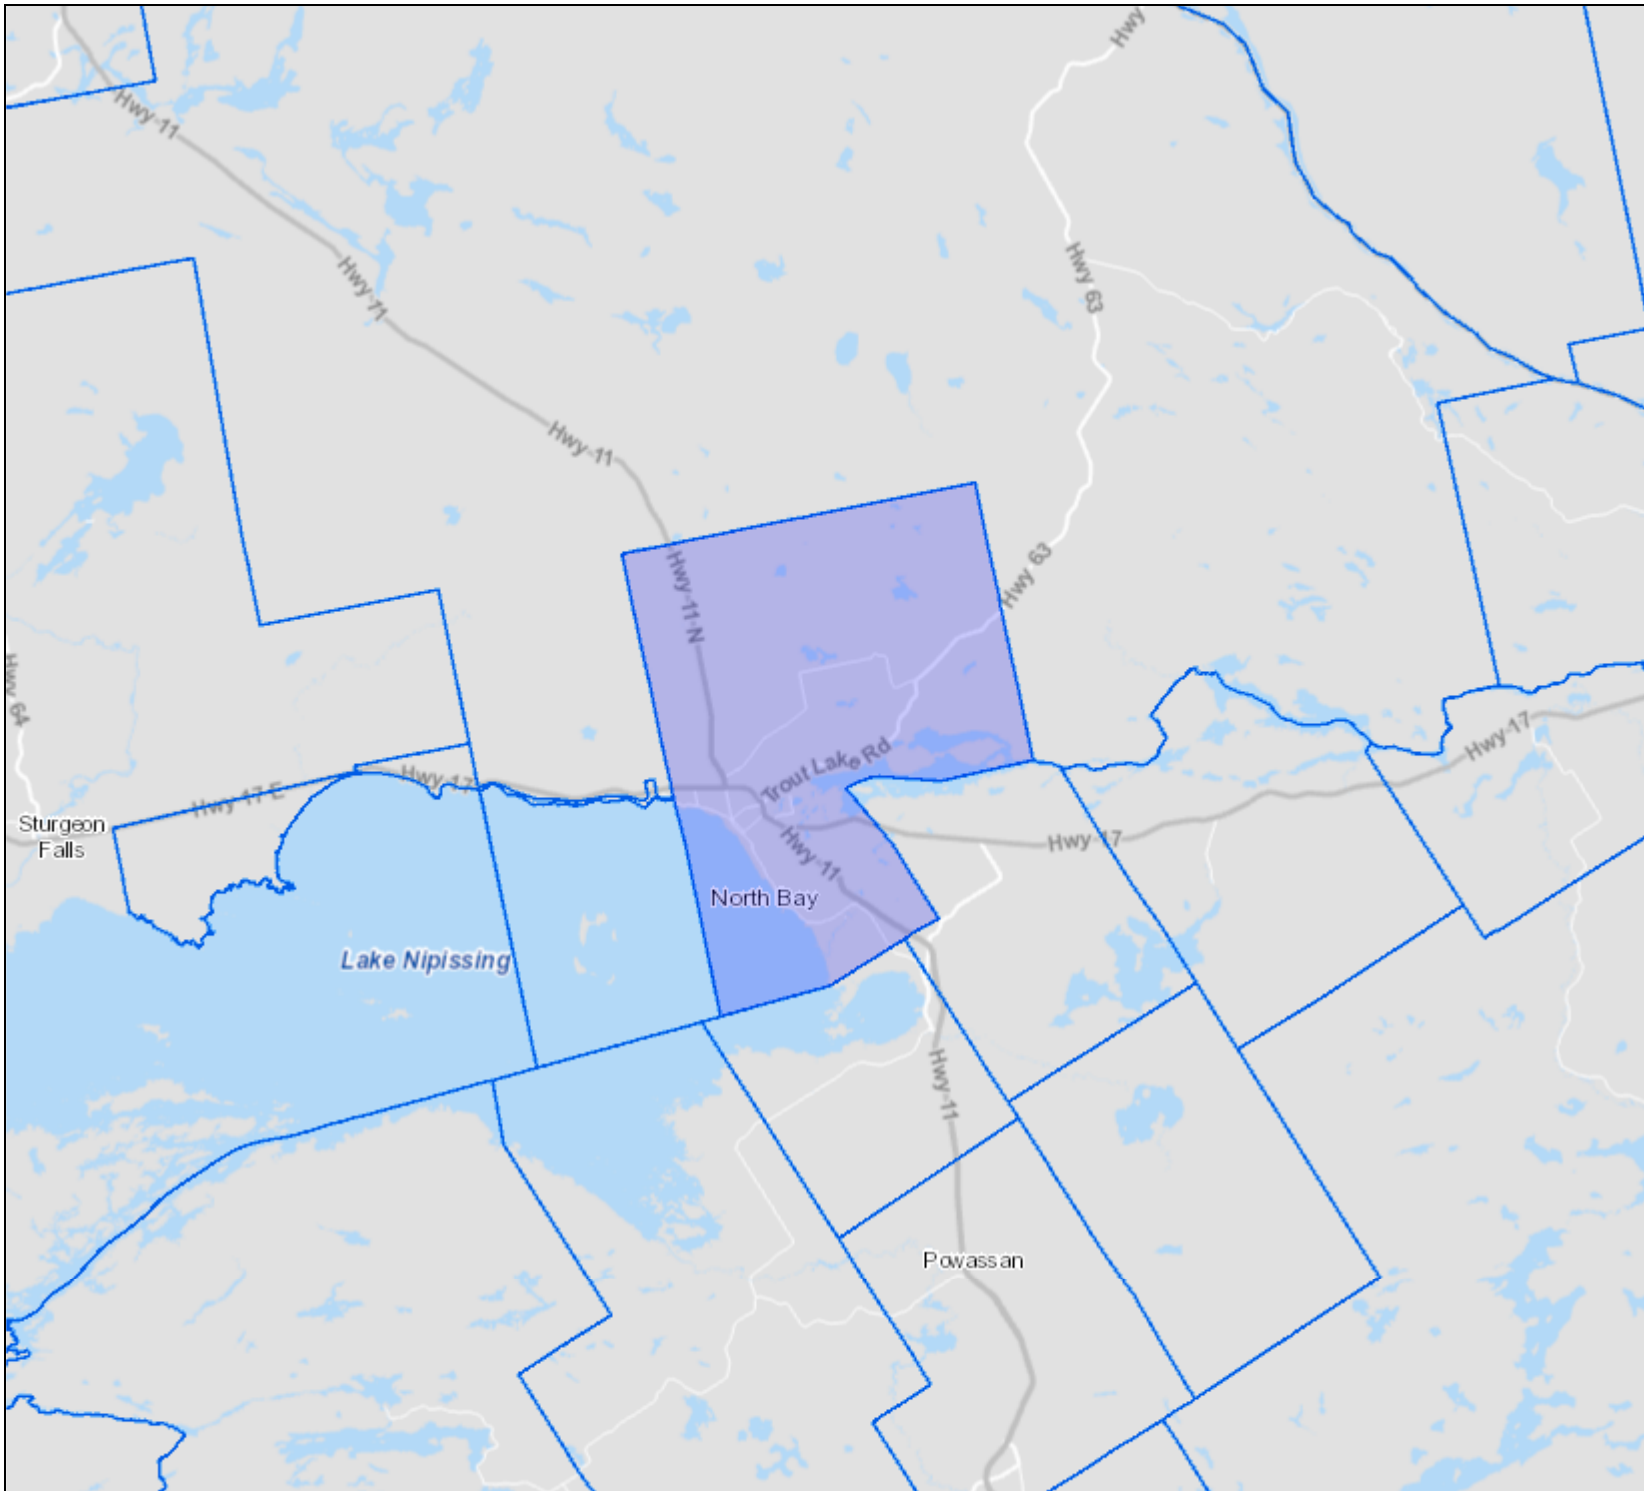 Hwy
Hwy-11
Hwy 63
Hwy-11
Hwy-11
Hwy 63
Hwy-11-N
Hwy 64
Hwy-17
Trout Lake Rd
Hwy-17
Hwy 17 E
Sturgeon
Falls
Hwy-17
Hwy-11
North Bay
Lake Nipissing
Hwy-11
Powassan